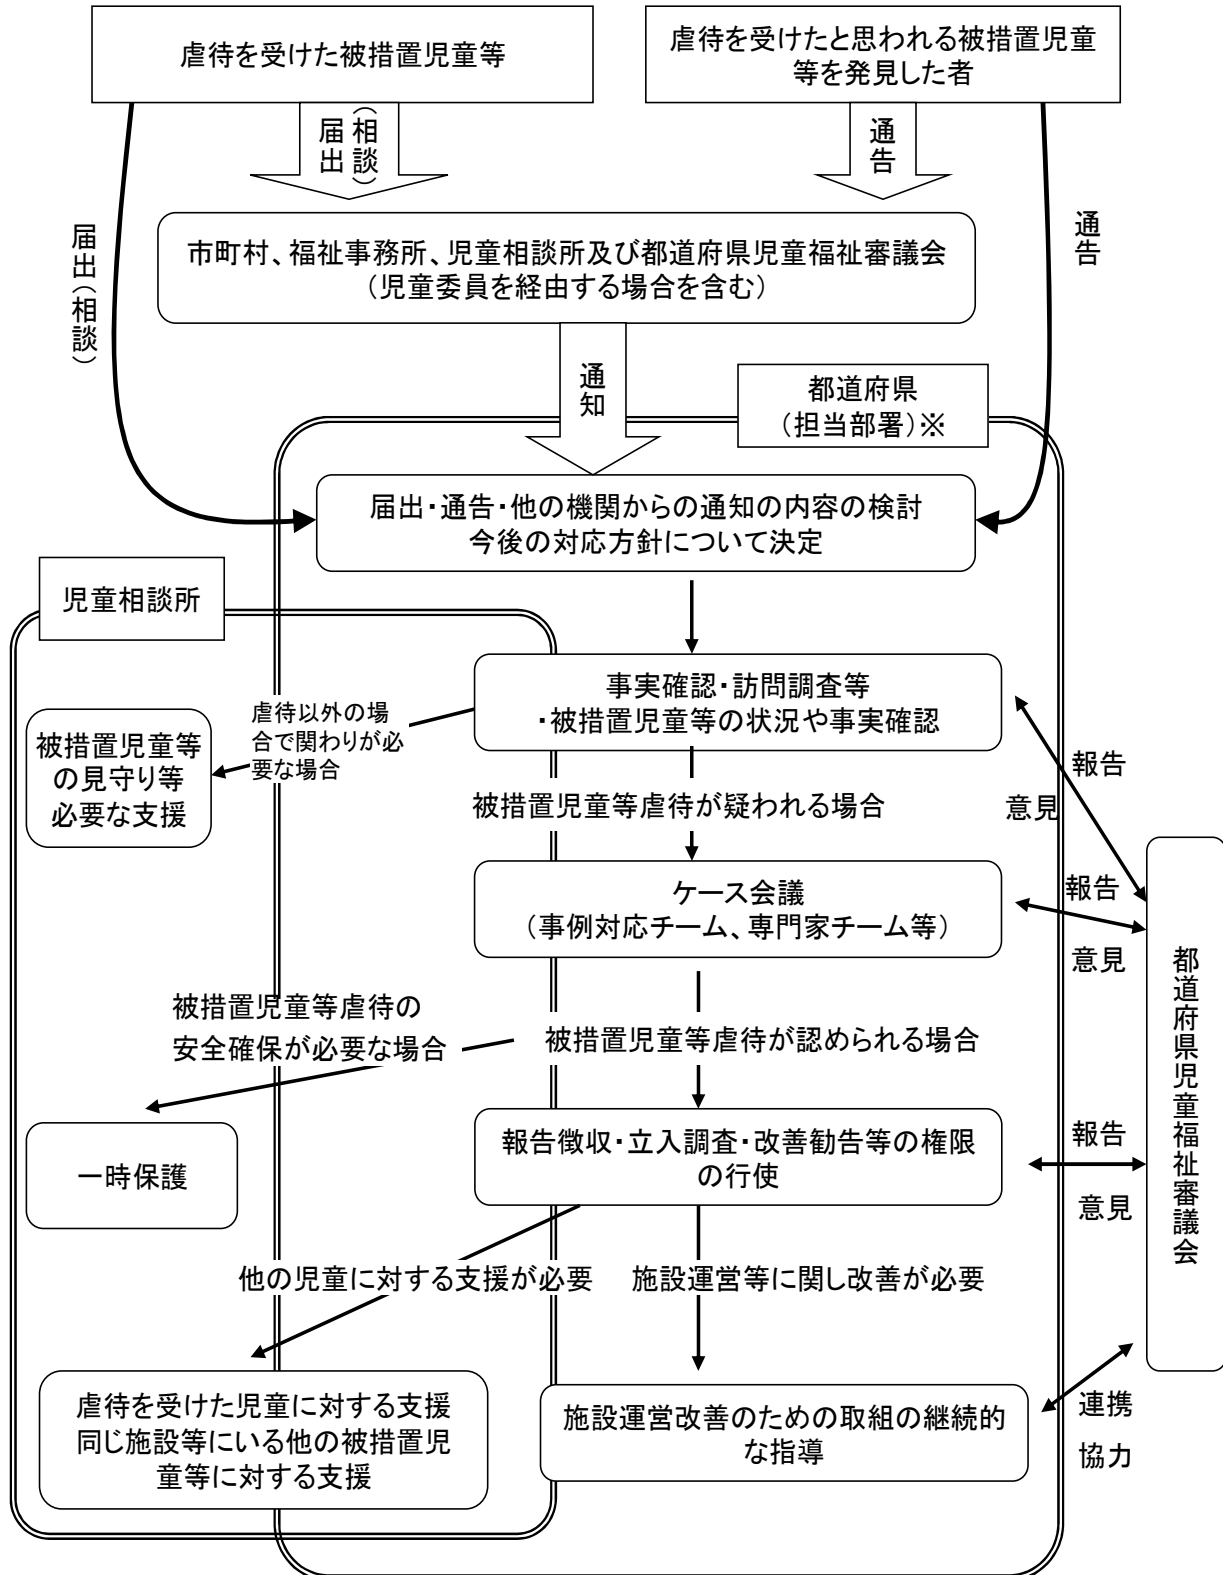 虐待を受けた被措置児童等
虐待を受けたと思われる被措置児童
等を発見した者
届出
（相談）
通告
届出（相談）
通告
市町村、福祉事務所、児童相談所及び都道府県児童福祉審議会
（児童委員を経由する場合を含む）
通知
都道府県
（担当部署）※
届出・通告・他の機関からの通知の内容の検討
今後の対応方針について決定
児童相談所
事実確認・訪問調査等
・被措置児童等の状況や事実確認
虐待以外の場
合で関わりが必
要な場合
被措置児童等
の見守り等
必要な支援
報告
意見
被措置児童等虐待が疑われる場合
ケース会議
（事例対応チーム、専門家チーム等）
報告
意見
都道府県児童福祉審議会
被措置児童等虐待の
安全確保が必要な場合
被措置児童等虐待が認められる場合
一時保護
報告徴収・立入調査・改善勧告等の権限
の行使
報告
意見
他の児童に対する支援が必要
施設運営等に関し改善が必要
虐待を受けた児童に対する支援
同じ施設等にいる他の被措置児
童等に対する支援
施設運営改善のための取組の継続的
な指導
連携
協力